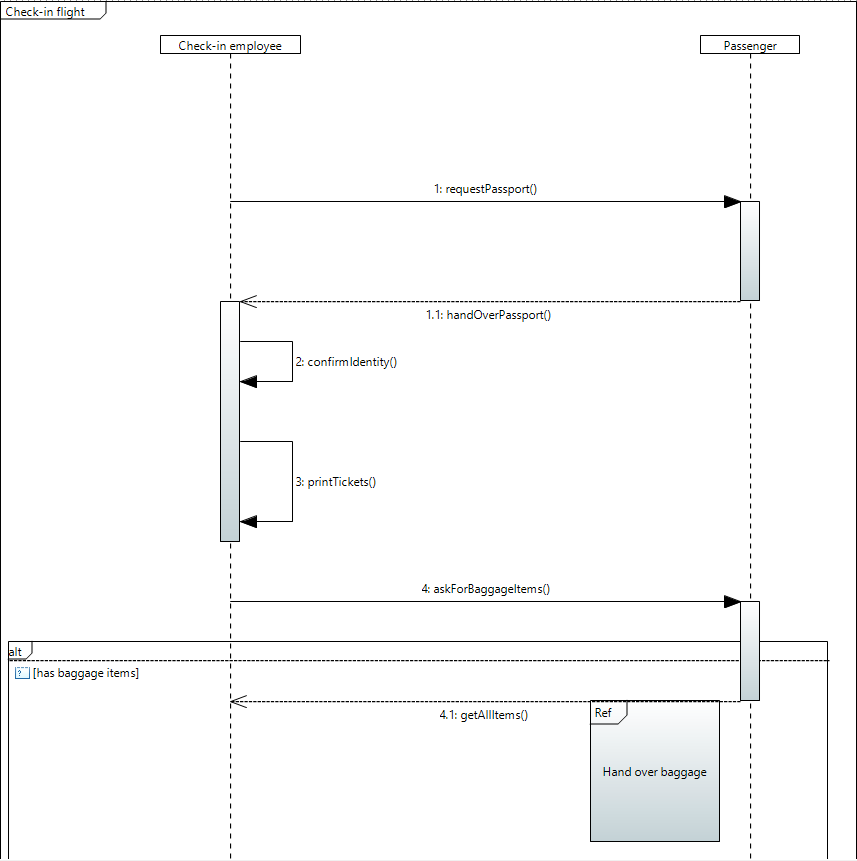 Check-in flight
Check-in employee
Passenger
1: requestPassport()
1.1: handOverPassport()
2: confirmIdentity()
3: printTickets()
4: askForBaggageItems()
alt
? [has baggage items]
4.1: getAllItems()
Ref
Hand over baggage